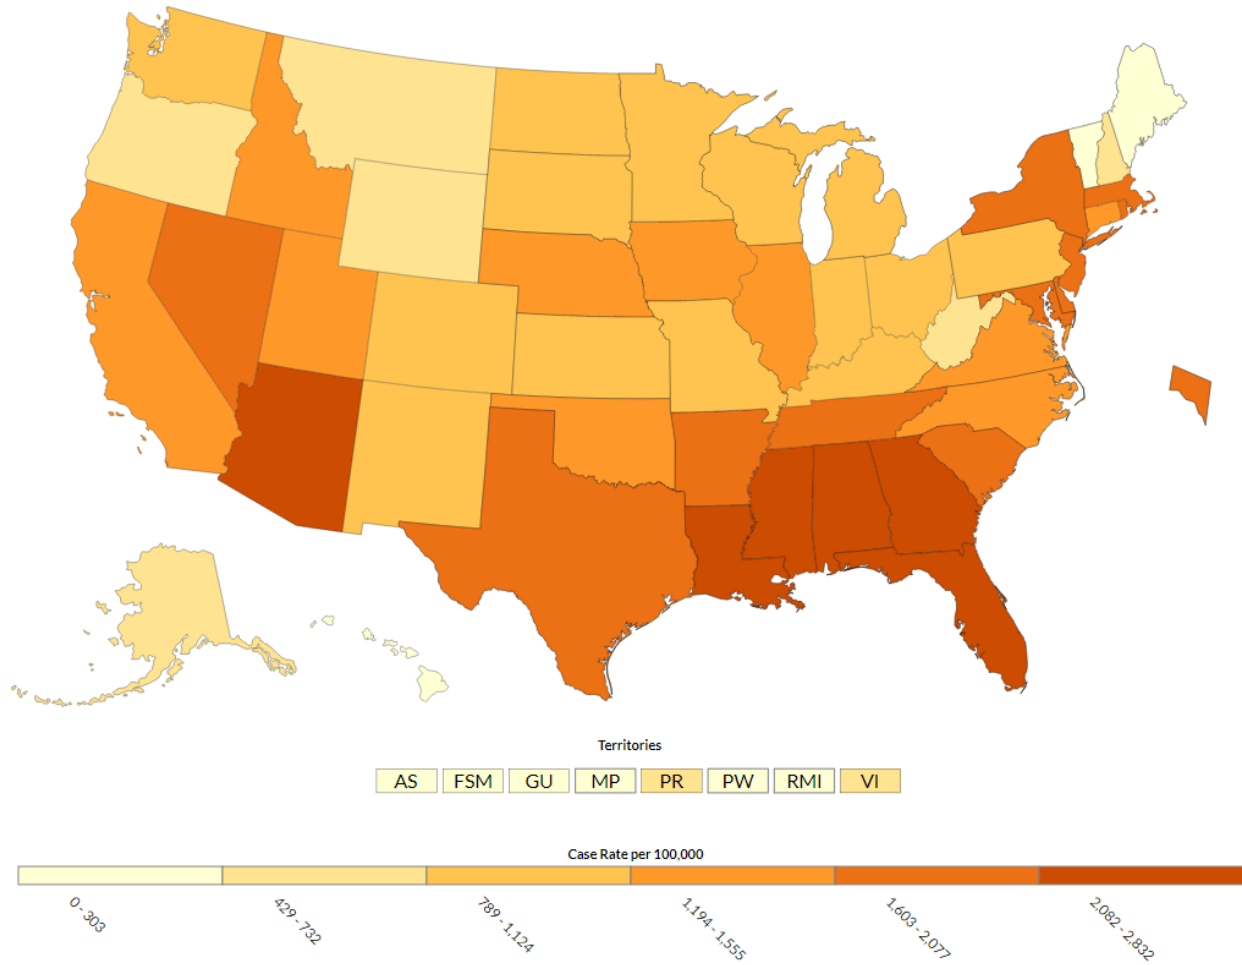 Territories
AS FSM GU MP PR PW RMI VI
Case Rate per 100,000
0 - 303
429 - 732
789 - 1,124
1,194 - 1,555
1,603 - 2,077
2,082 - 2,832